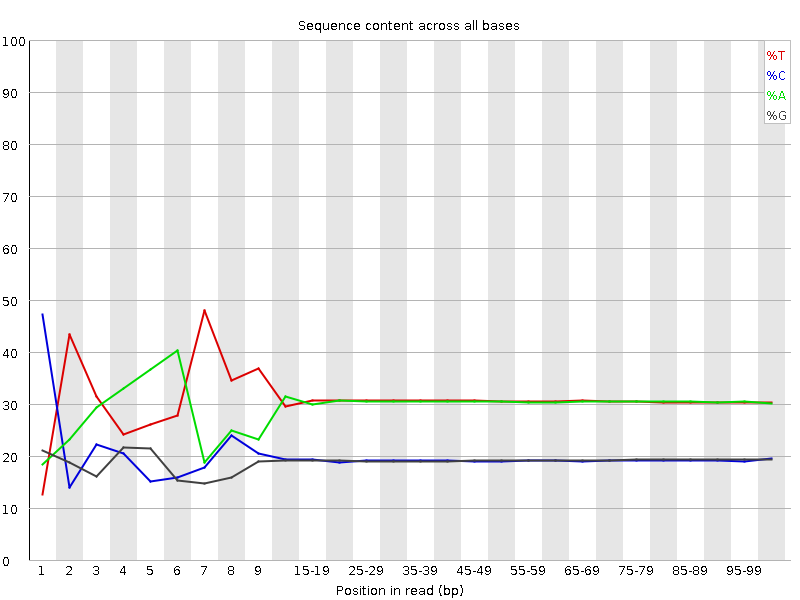 Sequence content across all bases
100
90
80
70
60
50
40
30
20
10
0
%T
%C
%A
%G
1 2 3 4 5 6 7 8 9 15-19 25-29 35-39 45-49 55-59 65-69 75-79 85-89 95-99
Position in read (bp)